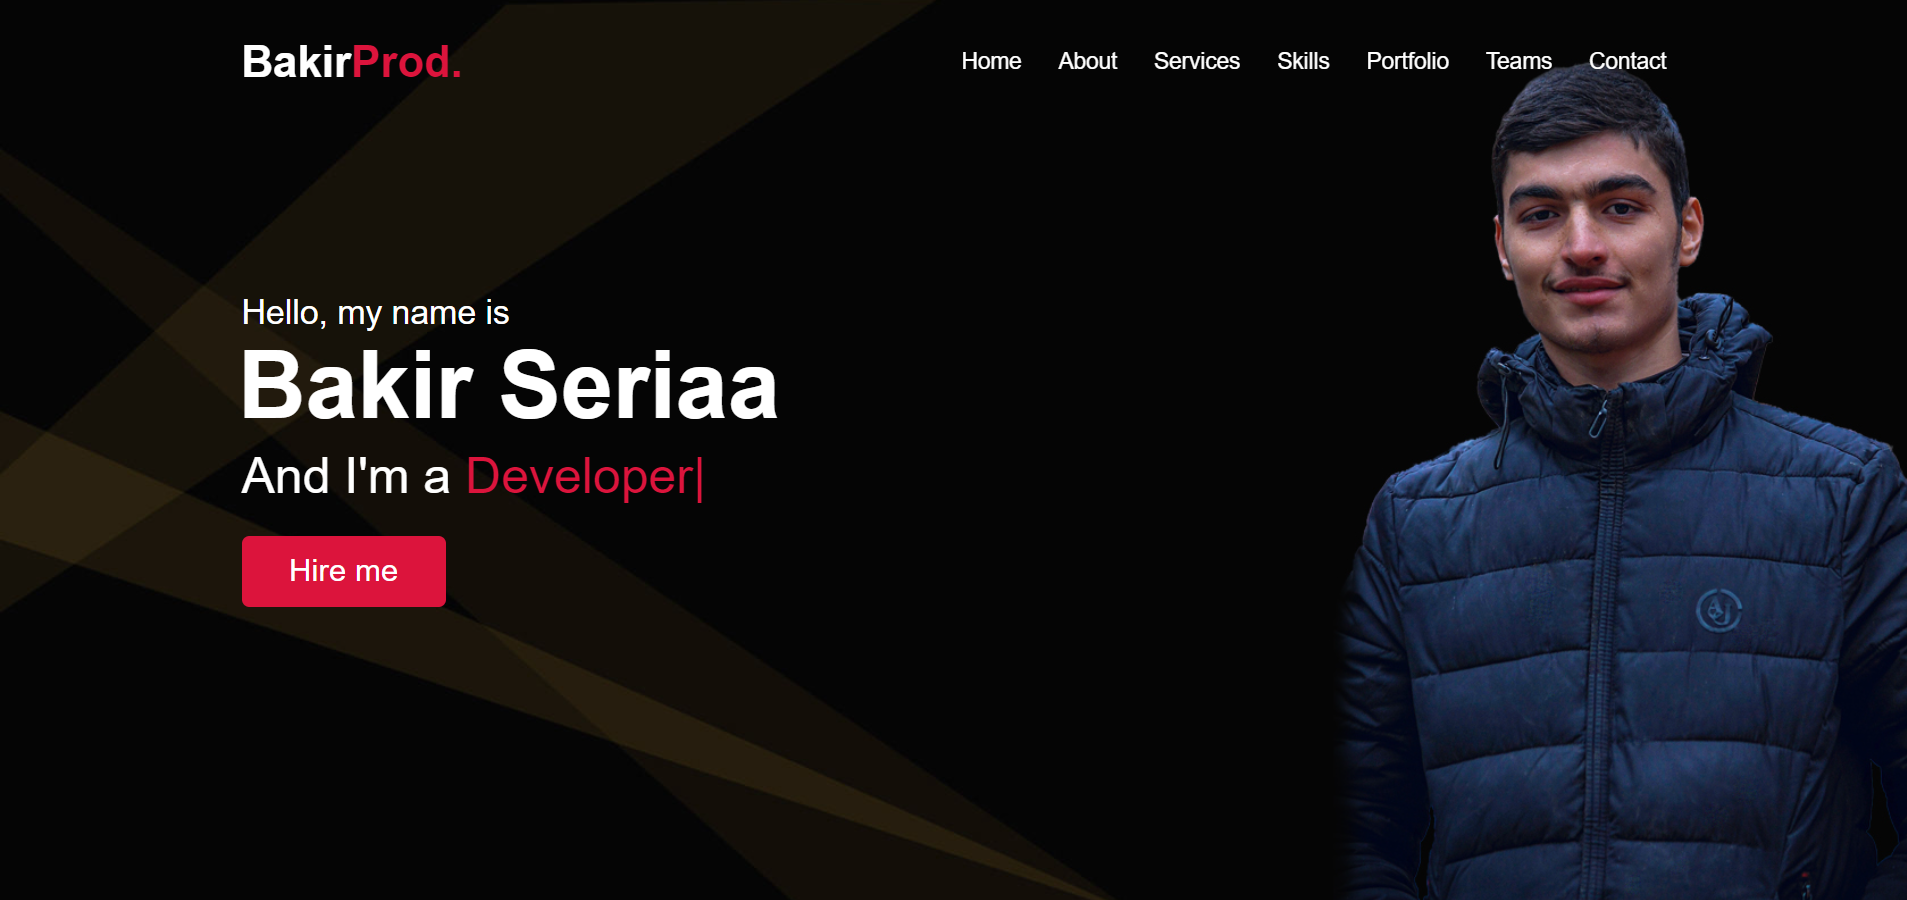 BakirProd.
Home About Services Skills Portfolio Teams Contact
Hello, my name is
Bakir Seriaa
And I'm a Developer|
Hire me